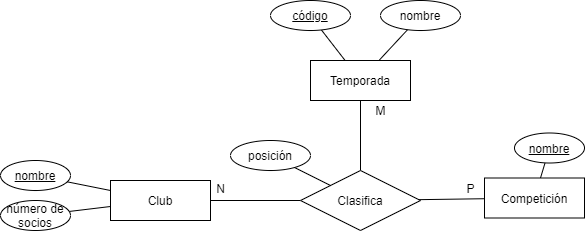 código
nombre
Temporada
M
posición
nombre
nombre
número de
socios
Club
N
Clasifica
P
Competición